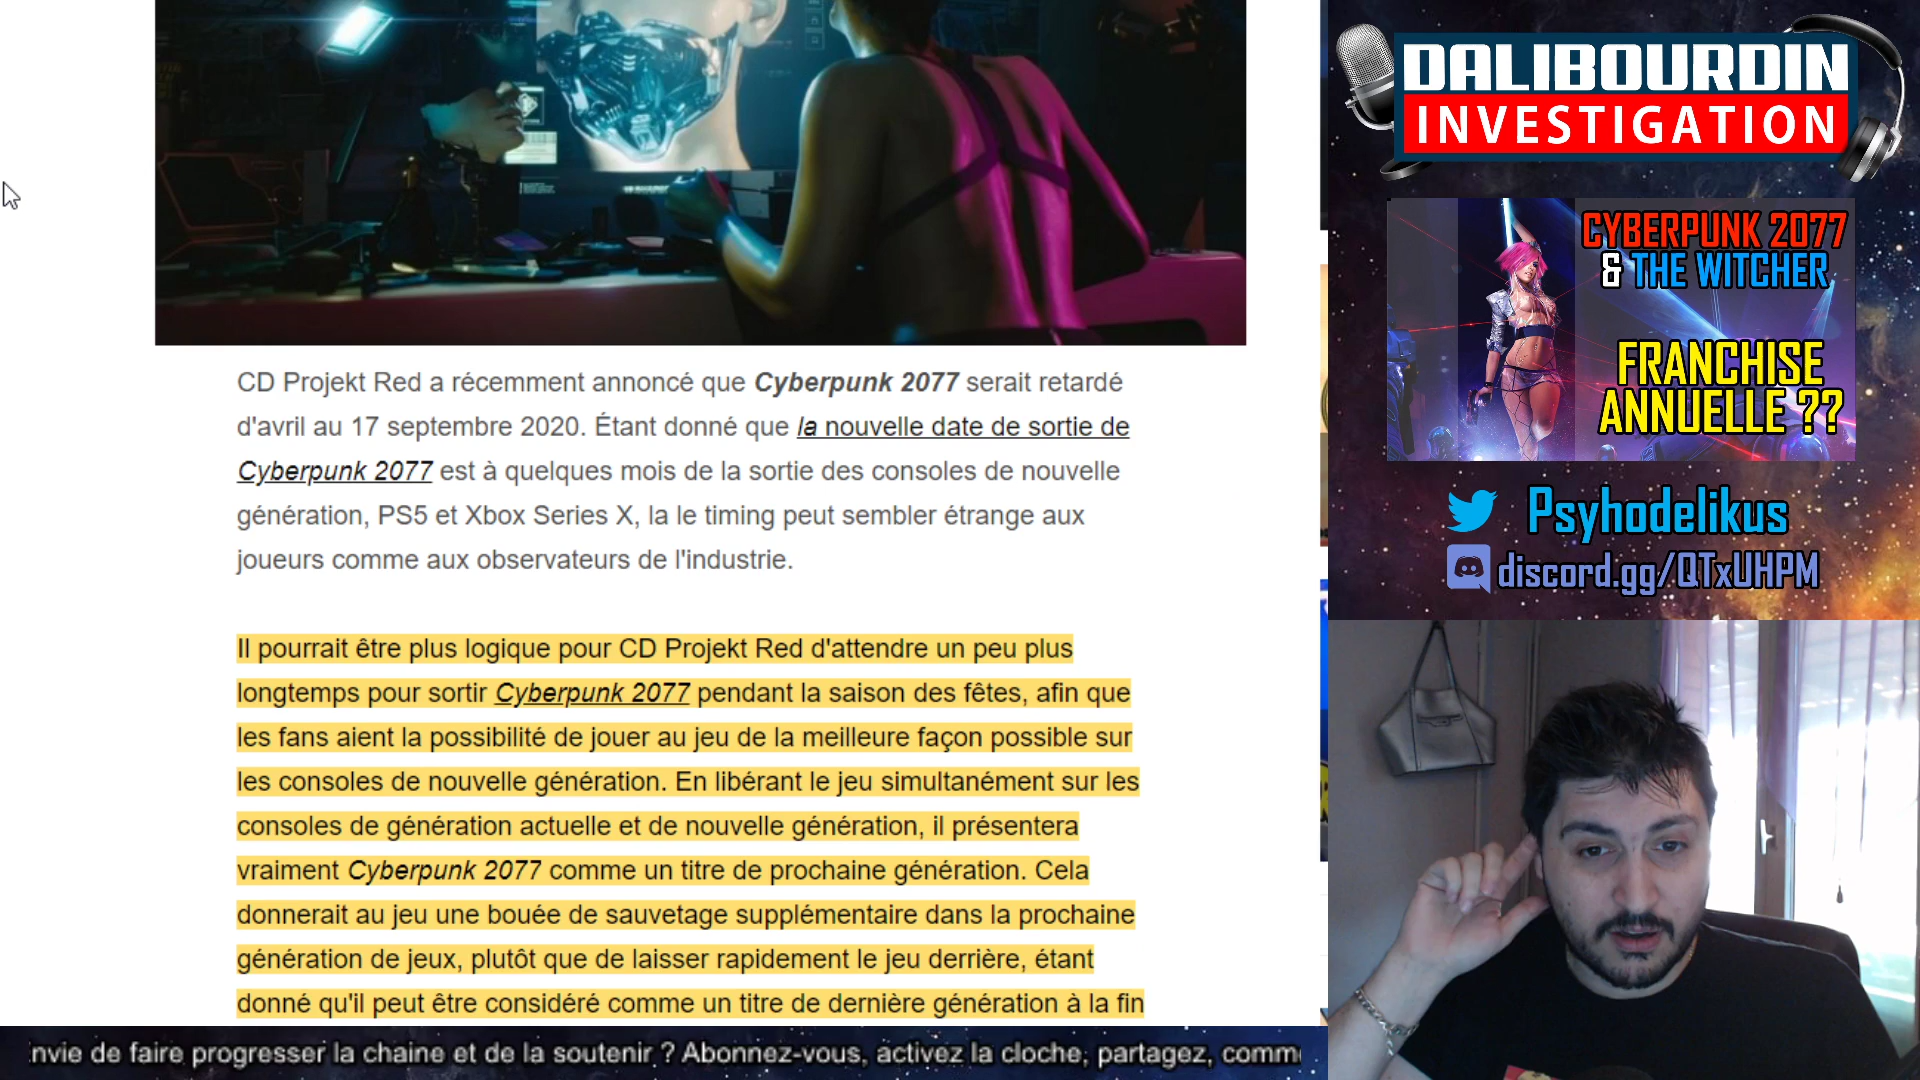 CD Projekt Red a récemment annoncé que Cyberpunk 2077 serait retardé
d'avril au 17 septembre 2020. Étant donné que la nouvelle date de sortie de
Cyberpunk 2077 est à quelques mois de la sortie des consoles de nouvelle
génération, PS5 et Xbox Series X, la le timing peut sembler étrange aux
joueurs comme aux observateurs de l'industrie.
Il pourrait être plus logique pour CD Projekt Red d'attendre un peu plus
longtemps pour sortir Cyberpunk 2077 pendant la saison des fêtes, afin que
les fans aient la possibilité de jouer au jeu de la meilleure façon possible sur
les consoles de nouvelle génération. En libérant le jeu simultanément sur les
consoles de génération actuelle et de nouvelle génération, il présentera
vraiment Cyberpunk 2077 comme un titre de prochaine génération. Cela
donnerait au jeu une bouée de sauvetage supplémentaire dans la prochaine
génération de jeux, plutôt que de laisser rapidement le jeu derrière, étant
donné qu'il peut être considéré comme un titre de dernière génération à la fin
nvie de faire progresser la chaine et de la soutenir ? Abonnez-vous, activez la cloche, partagez, comm
DALIBOURDIN
INVESTIGATION
CYBERPUNK 2077
& THE WITCHER
FRANCHISE
ANNUELLE ??
Psyhodelikus
discord.gg/QTxUHPM